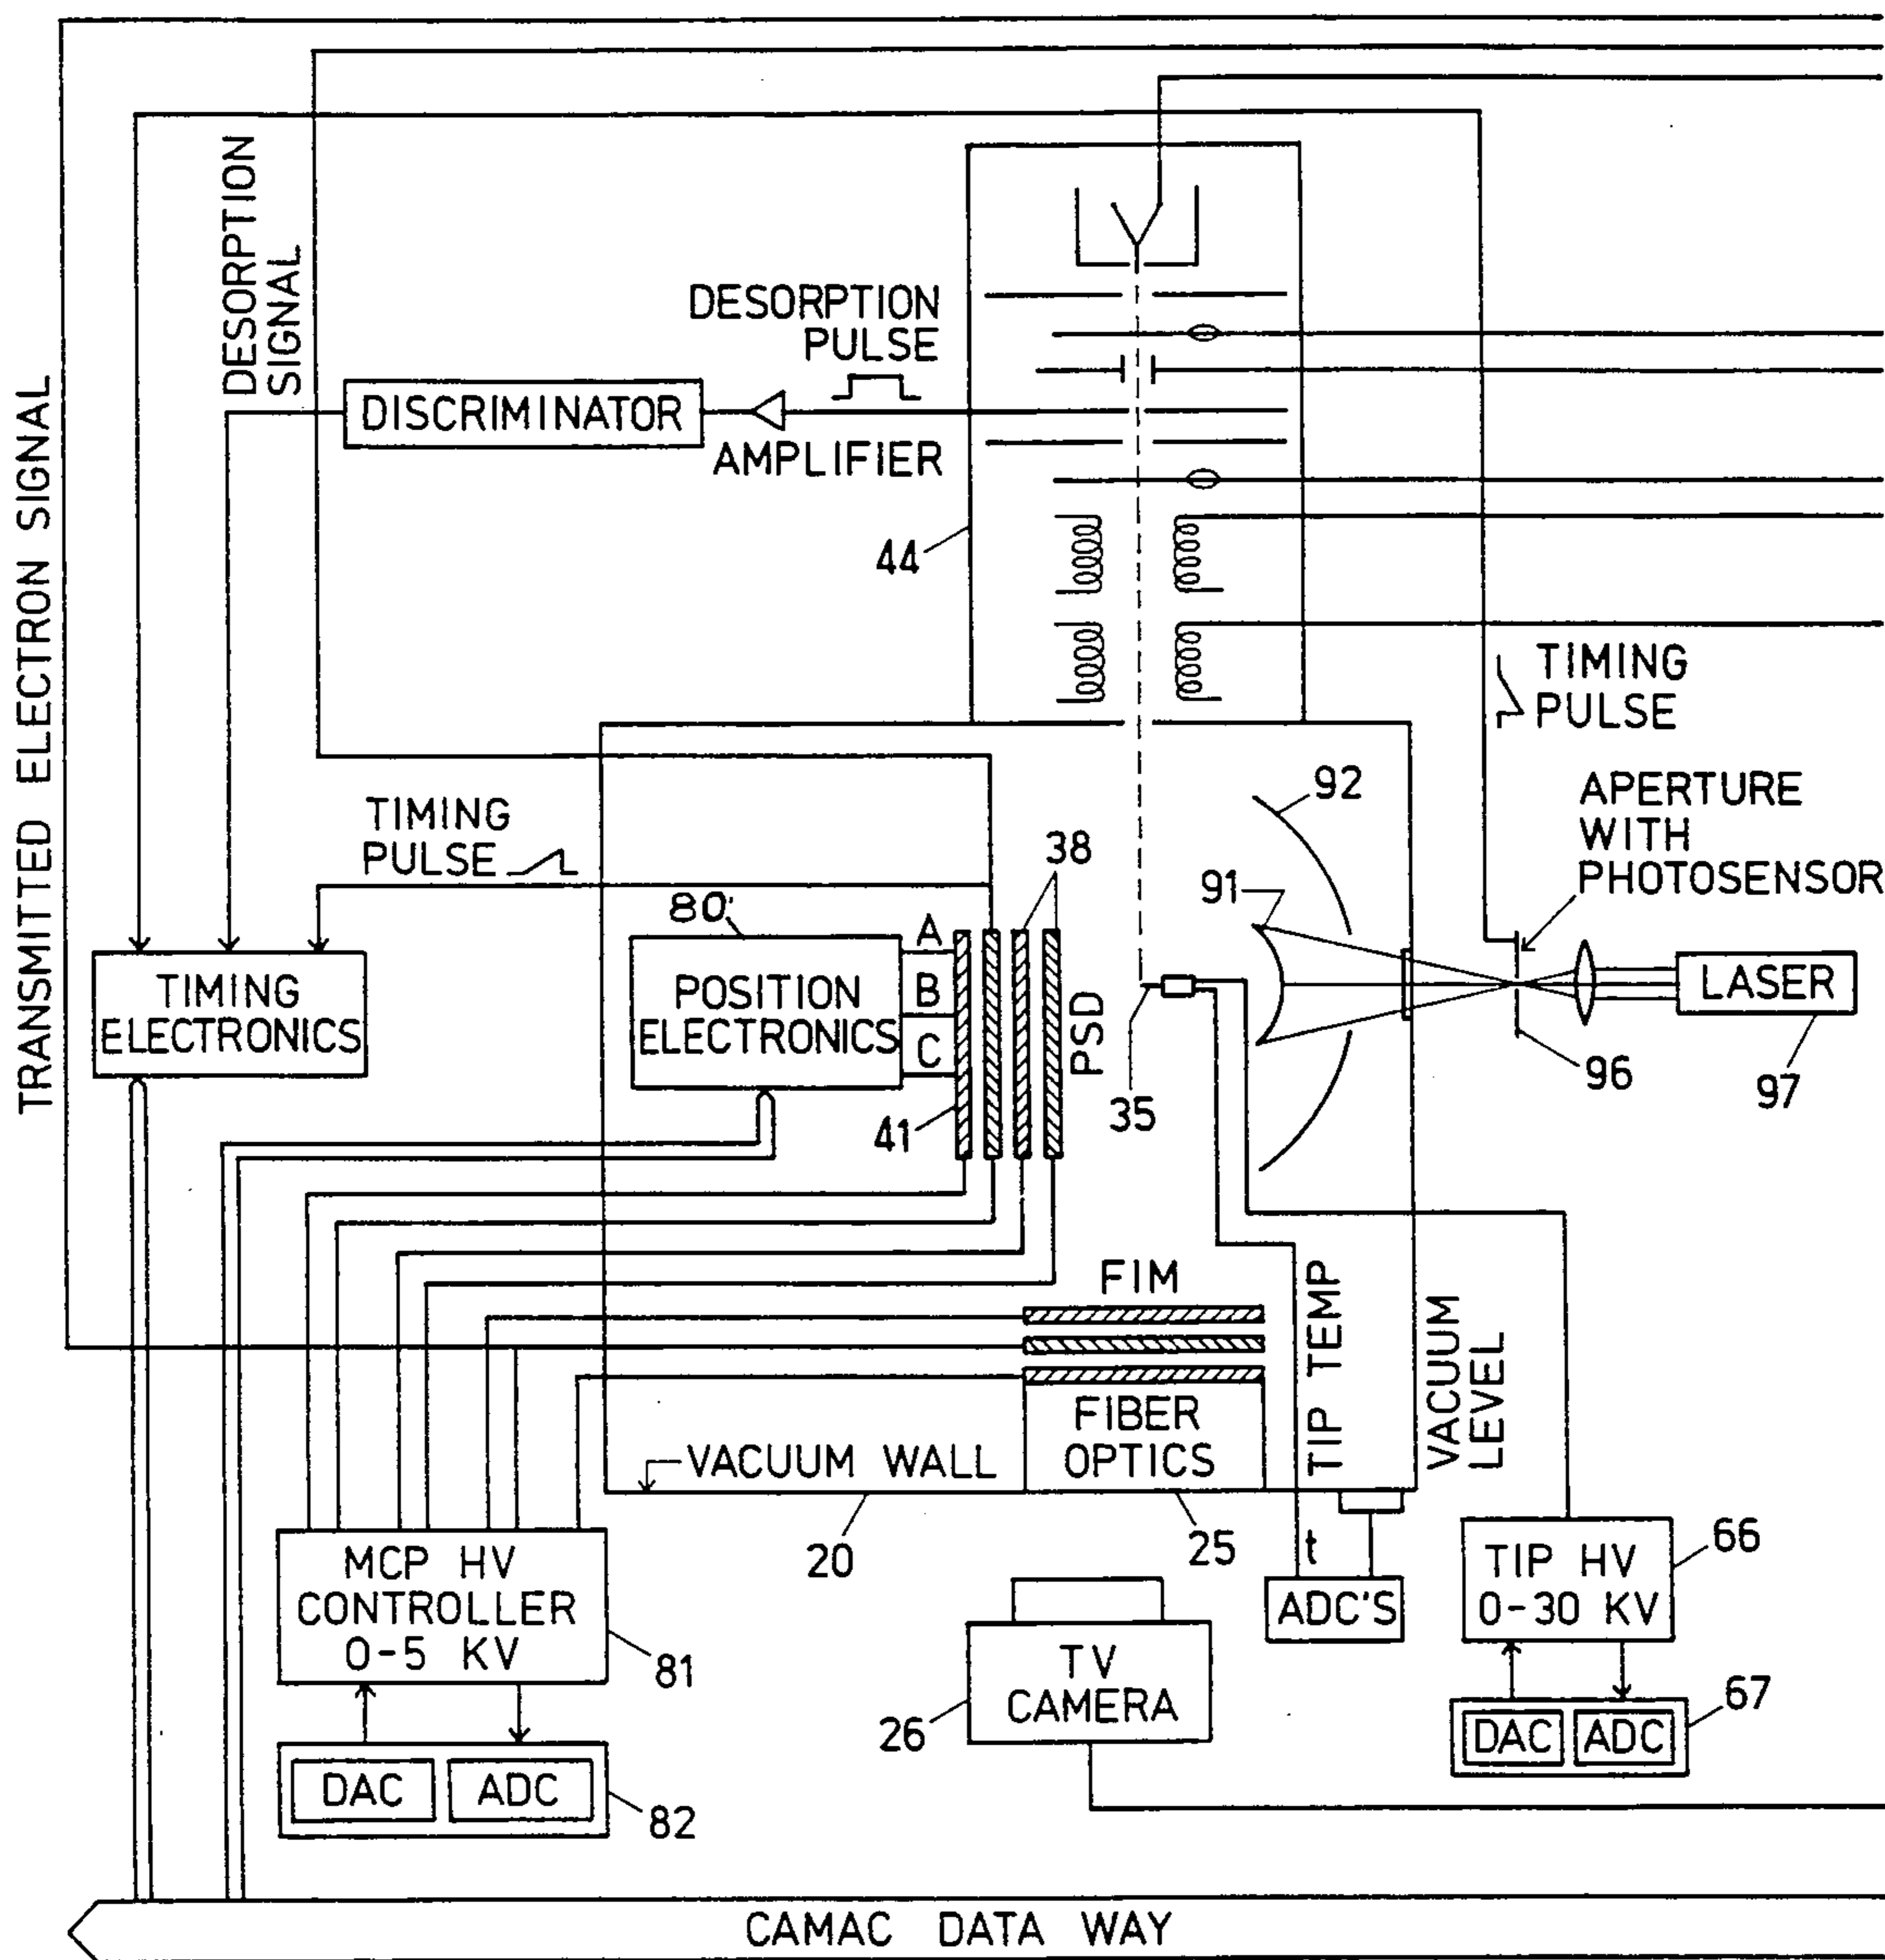 TRANSMITTED ELECTRON SIGNAL
DESORPTION
SIGNAL
DESORPTION
PULSE
DISCRIMINATOR
AMPLIFIER
44
TIMING
PULSE
TIMING
PULSE
92
38
91
APERTURE
WITH
PHOTOSENSOR
80
A
B
C
TIMING
ELECTRONICS
POSITION
ELECTRONICS
PSD
LASER
41
35
96
97
FIM
TIP TEMP
VACUUM
LEVEL
FIBER
OPTICS
VACUUM WALL
20
25
t
66
MCP HV
CONTROLLER
0-5 KV
81
ADC'S
TIP HV
0-30 KV
TV
CAMERA
26
67
DAC
ADC
DAC
ADC
82
CAMAC DATA WAY